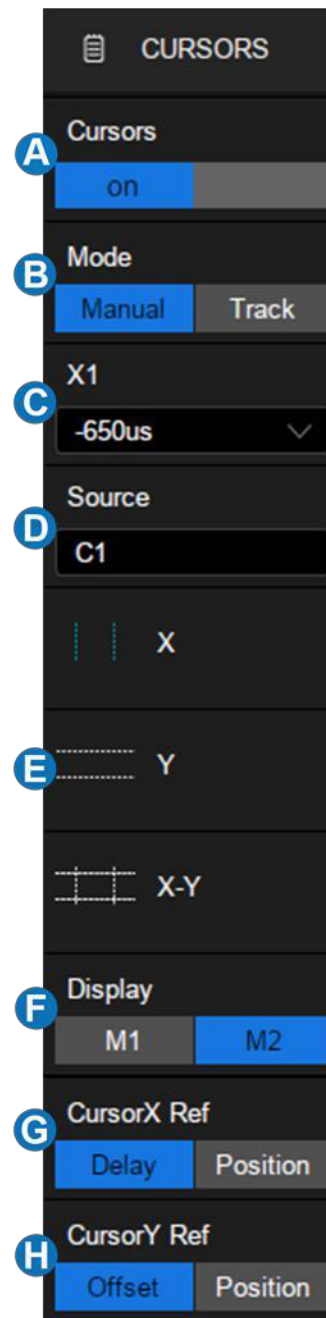 CURSORS
Cursors
A
on
Mode
B
Manual Track
X1
C
-650us
Source
D
C1
X
E
Y
X-Y
Display
F
M1 M2
CursorX Ref
G
Delay Position
CursorY Ref
H
Offset Position